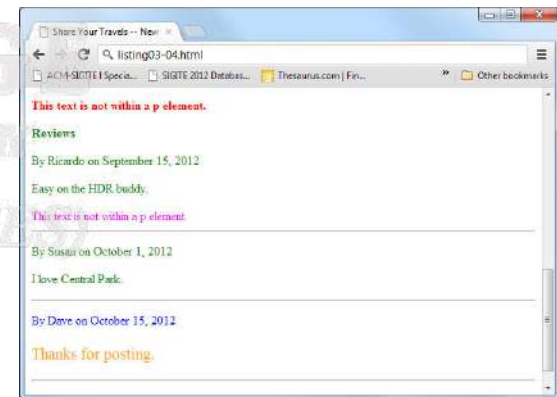 Share Your Travels -- New
listing03-04.html
ACM-SIGITE | Specia... SIGITE 2012 Databas... Thesaurus.com | Fin... » Other bookmarks
This text is not within a p element.
Reviews
By Ricardo on September 15, 2012
Easy on the HDR buddy.
This text is not within a p element
By Susan on October 1, 2012
I love Central Park.
By Dave on October 15, 2012
Thanks for posting.